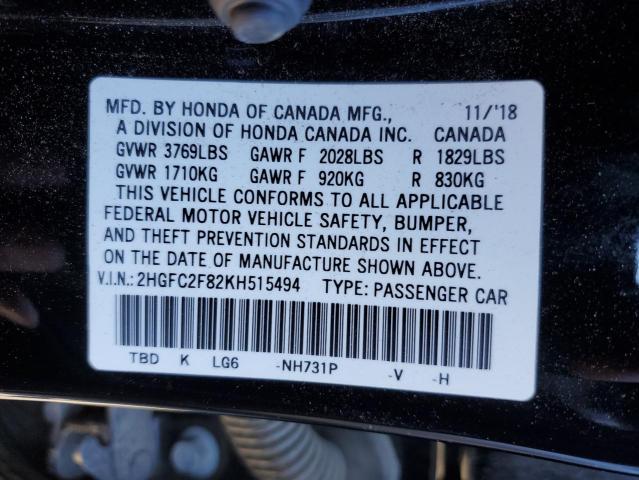 MFD. BY HONDA OF CANADA MFG., 11/'18
A DIVISION OF HONDA CANADA INC. CANADA
GVWR 3769LBS GAWR F 2028LBS R 1829LBS
GVWR 1710KG GAWR F 920KG R 830KG
THIS VEHICLE CONFORMS TO ALL APPLICABLE
FEDERAL MOTOR VEHICLE SAFETY, BUMPER,
AND THEFT PREVENTION STANDARDS IN EFFECT
ON THE DATE OF MANUFACTURE SHOWN ABOVE.
V.I.N.: 2HGFC2F82KH515494 TYPE: PASSENGER CAR
TBD K LG6 -NH731P -V -H